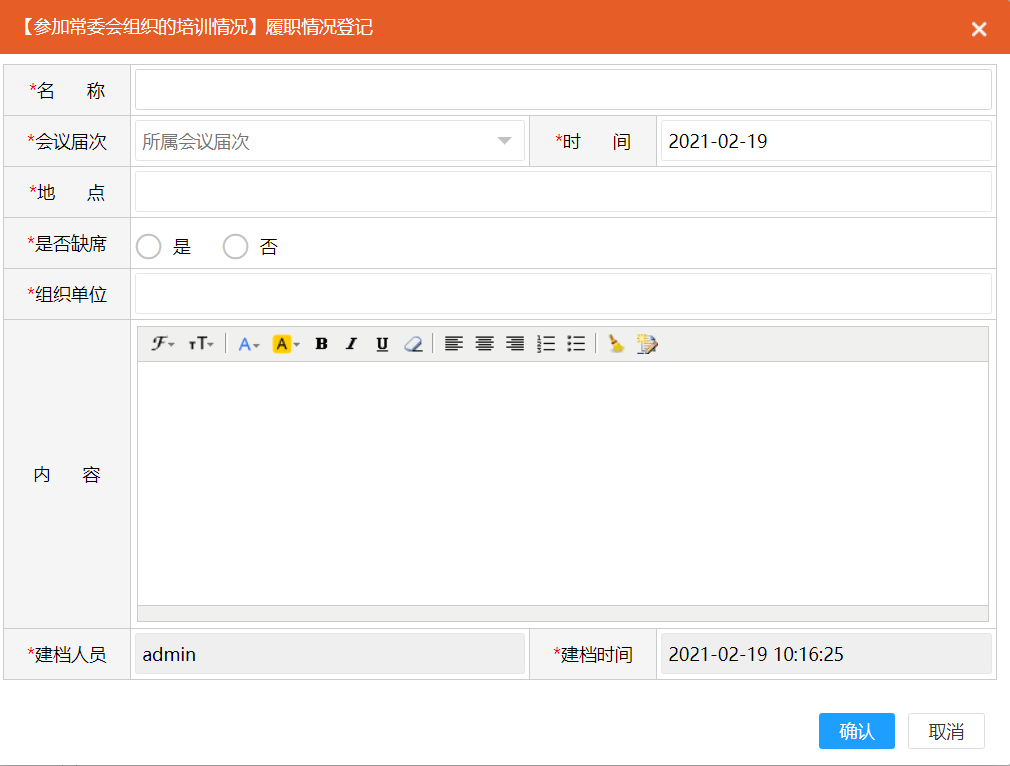 【参加常委会组织的培训情况】履职情况登记
*名 称
*会议届次 所属会议届次 *时 间 2021-02-19
*地 点
*是否缺席 是 否
*组织单位
F TT A A B I U
内 容
*建档人员 admin *建档时间 2021-02-19 10:16:25
确认 取消